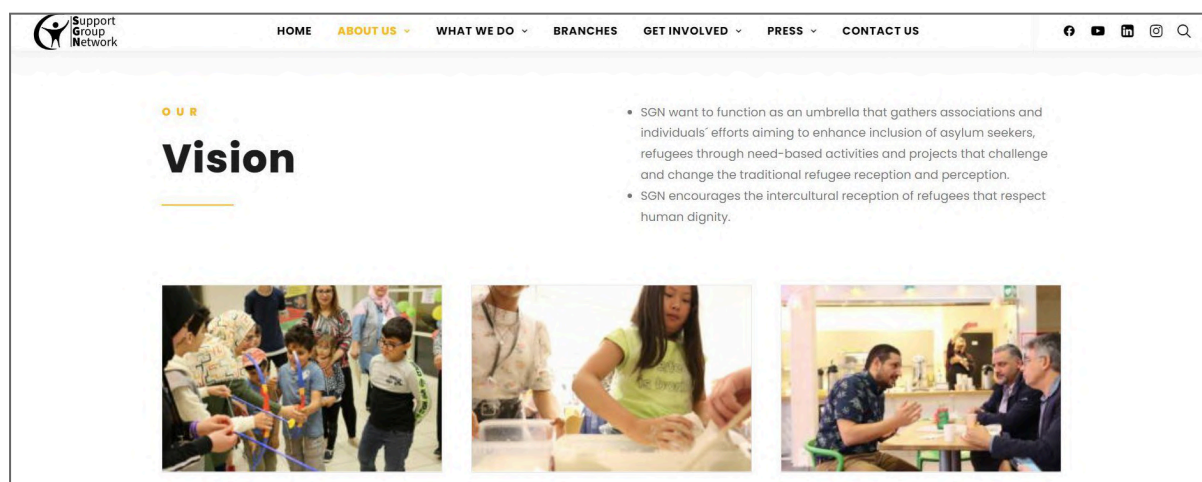 Support
Group
Network
HOME ABOUT US WHAT WE DO BRANCHES GET INVOLVED PRESS CONTACT US
OUR
Vision
SGN want to function as an umbrella that gathers associations and
individuals´ efforts aiming to enhance inclusion of asylum seekers,
refugees through need-based activities and projects that challenge
and change the traditional refugee reception and perception.
SGN encourages the intercultural reception of refugees that respect
human dignity.